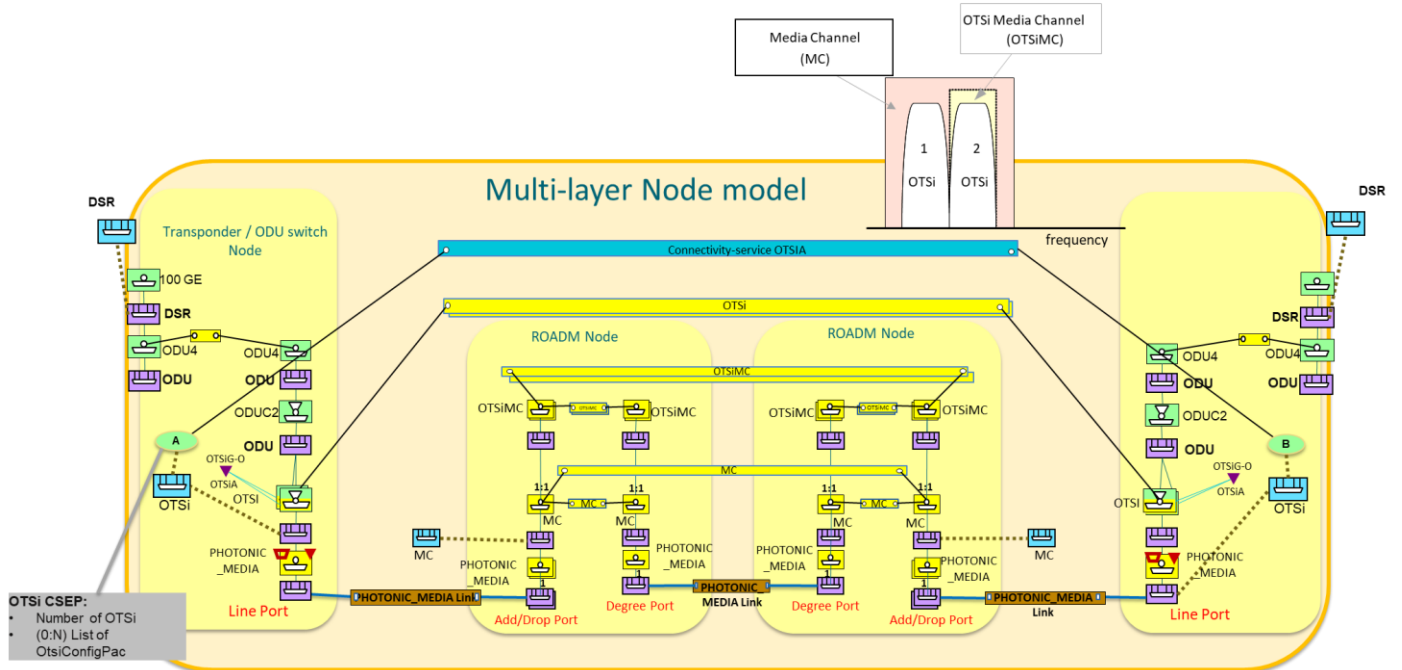 OTSi Media Channel
(OTSiMC)
Media Channel
(MC)
1
OTSi
2
OTSi
frequency
Multi-layer Node model
DSR
DSR
Transponder / ODU switch
Node
100 GE
DSR
ODU4
ODU
ODU4
ODU
ODUC2
ODU
A
OTSi
OTSiG-O
OTSiA
OTSI
PHOTONIC
_MEDIA
Line Port
OTSi CSEP:
• Number of OTSi
• (0:N) List of
OtsiConfigPac
Connectivity-service OTSIA
OTSi
ROADM Node
ROADM Node
OTSiMC
OTSiMC
OTSiMC
OTSiMC
OTSiMC
OTSiMC
OTSiMC
MC
1:1
1:1
1:1
1:1
MC
MC
MC
MC
MC
MC
MC
MC
PHOTONIC
_MEDIA
PHOTONIC
_MEDIA
PHOTONIC
_MEDIA
PHOTONIC
_MEDIA
1
1
1
1
PHOTONIC_MEDIA Link
Add/Drop Port
Degree Port
PHOTONIC_
MEDIA Link
Degree Port
Add/Drop Port
PHOTONIC_MEDIA
Link
DSR
ODU4
ODU4
ODU
ODU
ODUC2
ODU
B
OTSi
OTSiG-O
OTSiA
OTSI
PHOTONIC
_MEDIA
Line Port